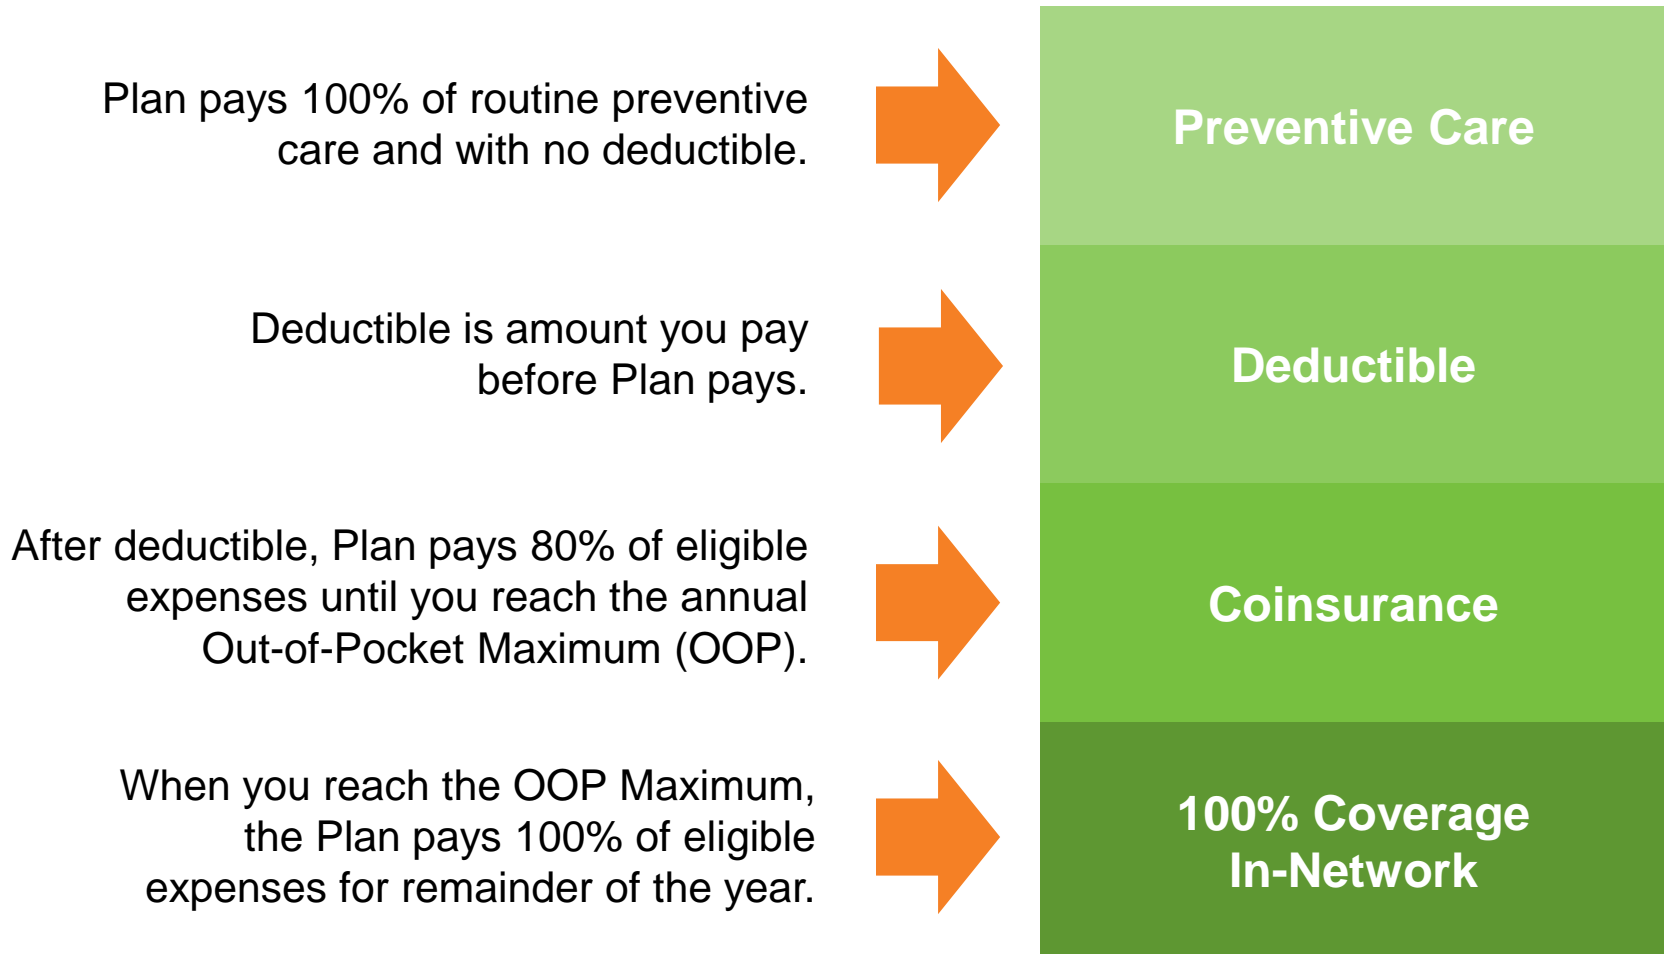 Plan pays 100% of routine preventive
care and with no deductible.
Preventive Care
Deductible is amount you pay
before Plan pays.
Deductible
After deductible, Plan pays 80% of eligible
expenses until you reach the annual
Out-of-Pocket Maximum (OOP).
Coinsurance
When you reach the OOP Maximum,
the Plan pays 100% of eligible
expenses for remainder of the year.
100% Coverage
In-Network